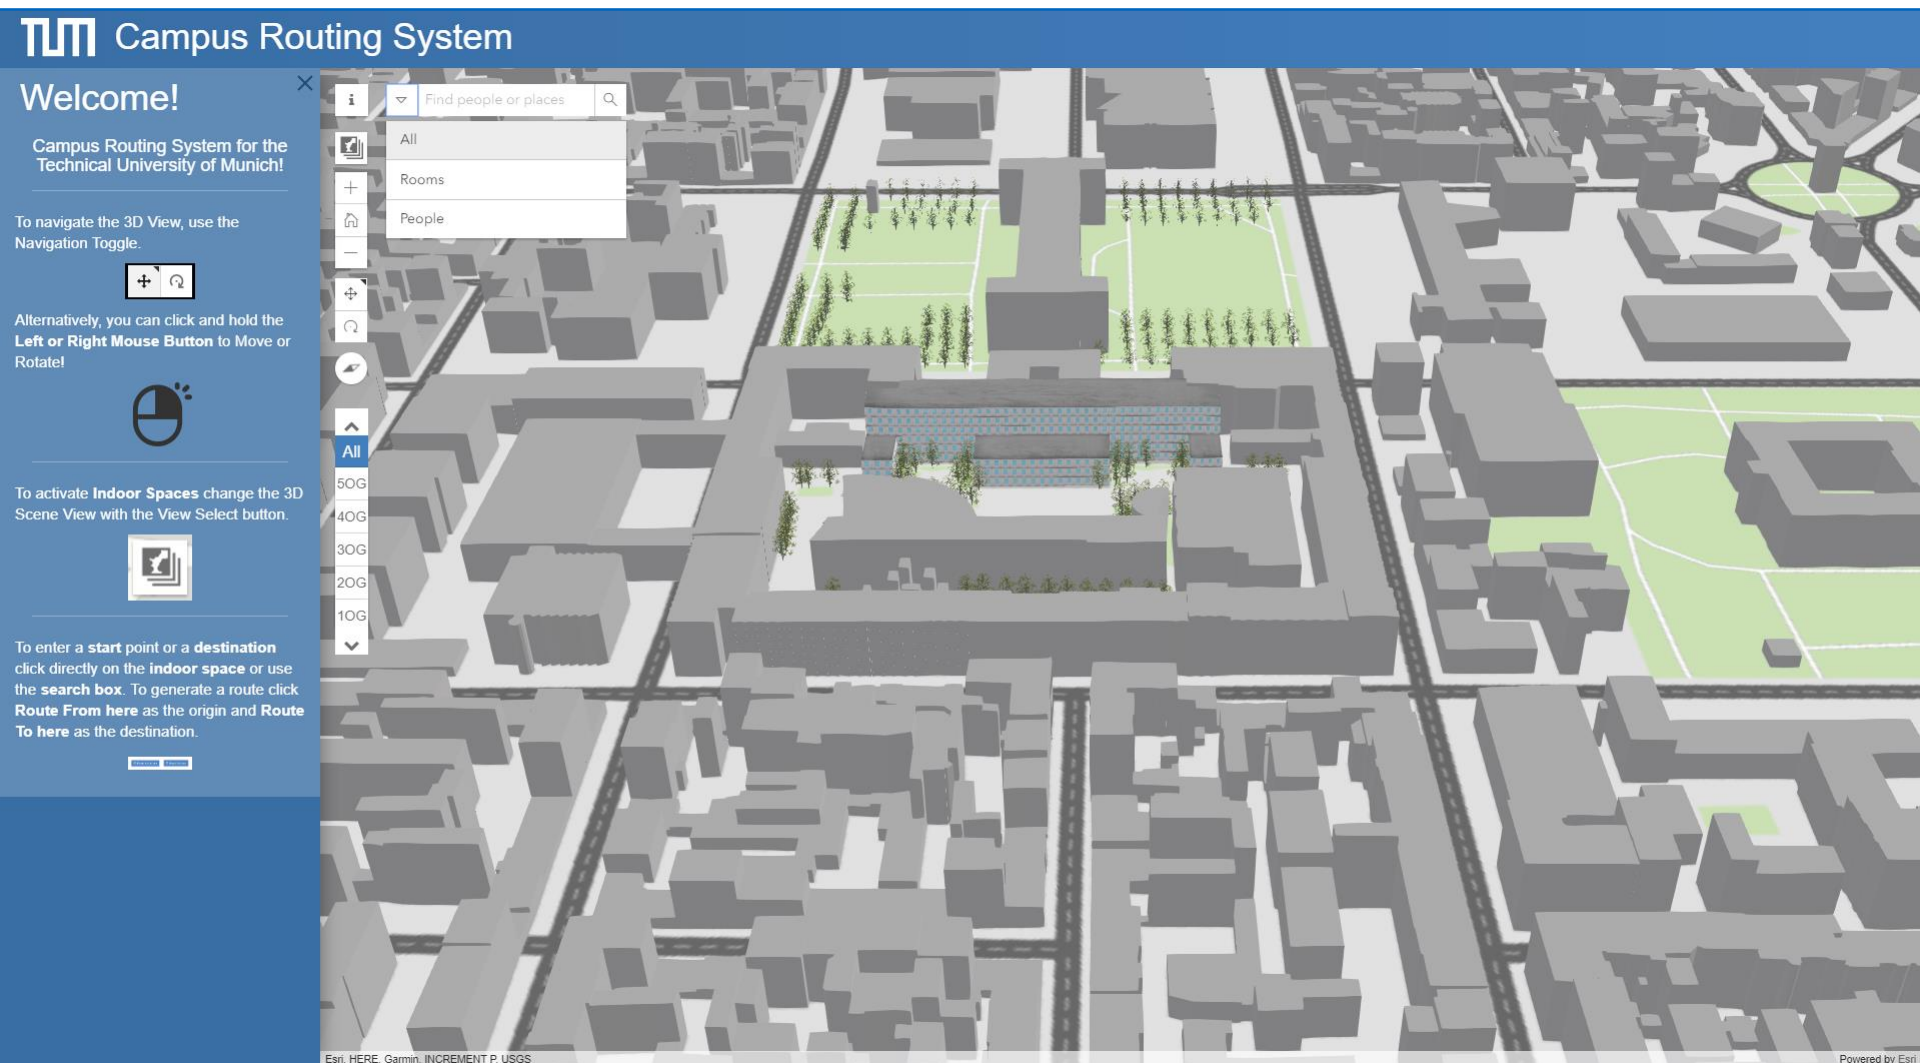 TUM Campus Routing System
Welcome!
Campus Routing System for the
Technical University of Munich!
To navigate the 3D View, use the
Navigation Toggle.
Alternatively, you can click and hold the
Left or Right Mouse Button to Move or
Rotate!
To activate Indoor Spaces change the 3D
Scene View with the View Select button.
To enter a start point or a destination
click directly on the indoor space or use
the search box. To generate a route click
Route From here as the origin and Route
To here as the destination.
i
Find people or places
All
Rooms
People
All
5OG
4OG
3OG
2OG
1OG
Esri, HERE, Garmin, INCREMENT P, USGS
Powered by Esri